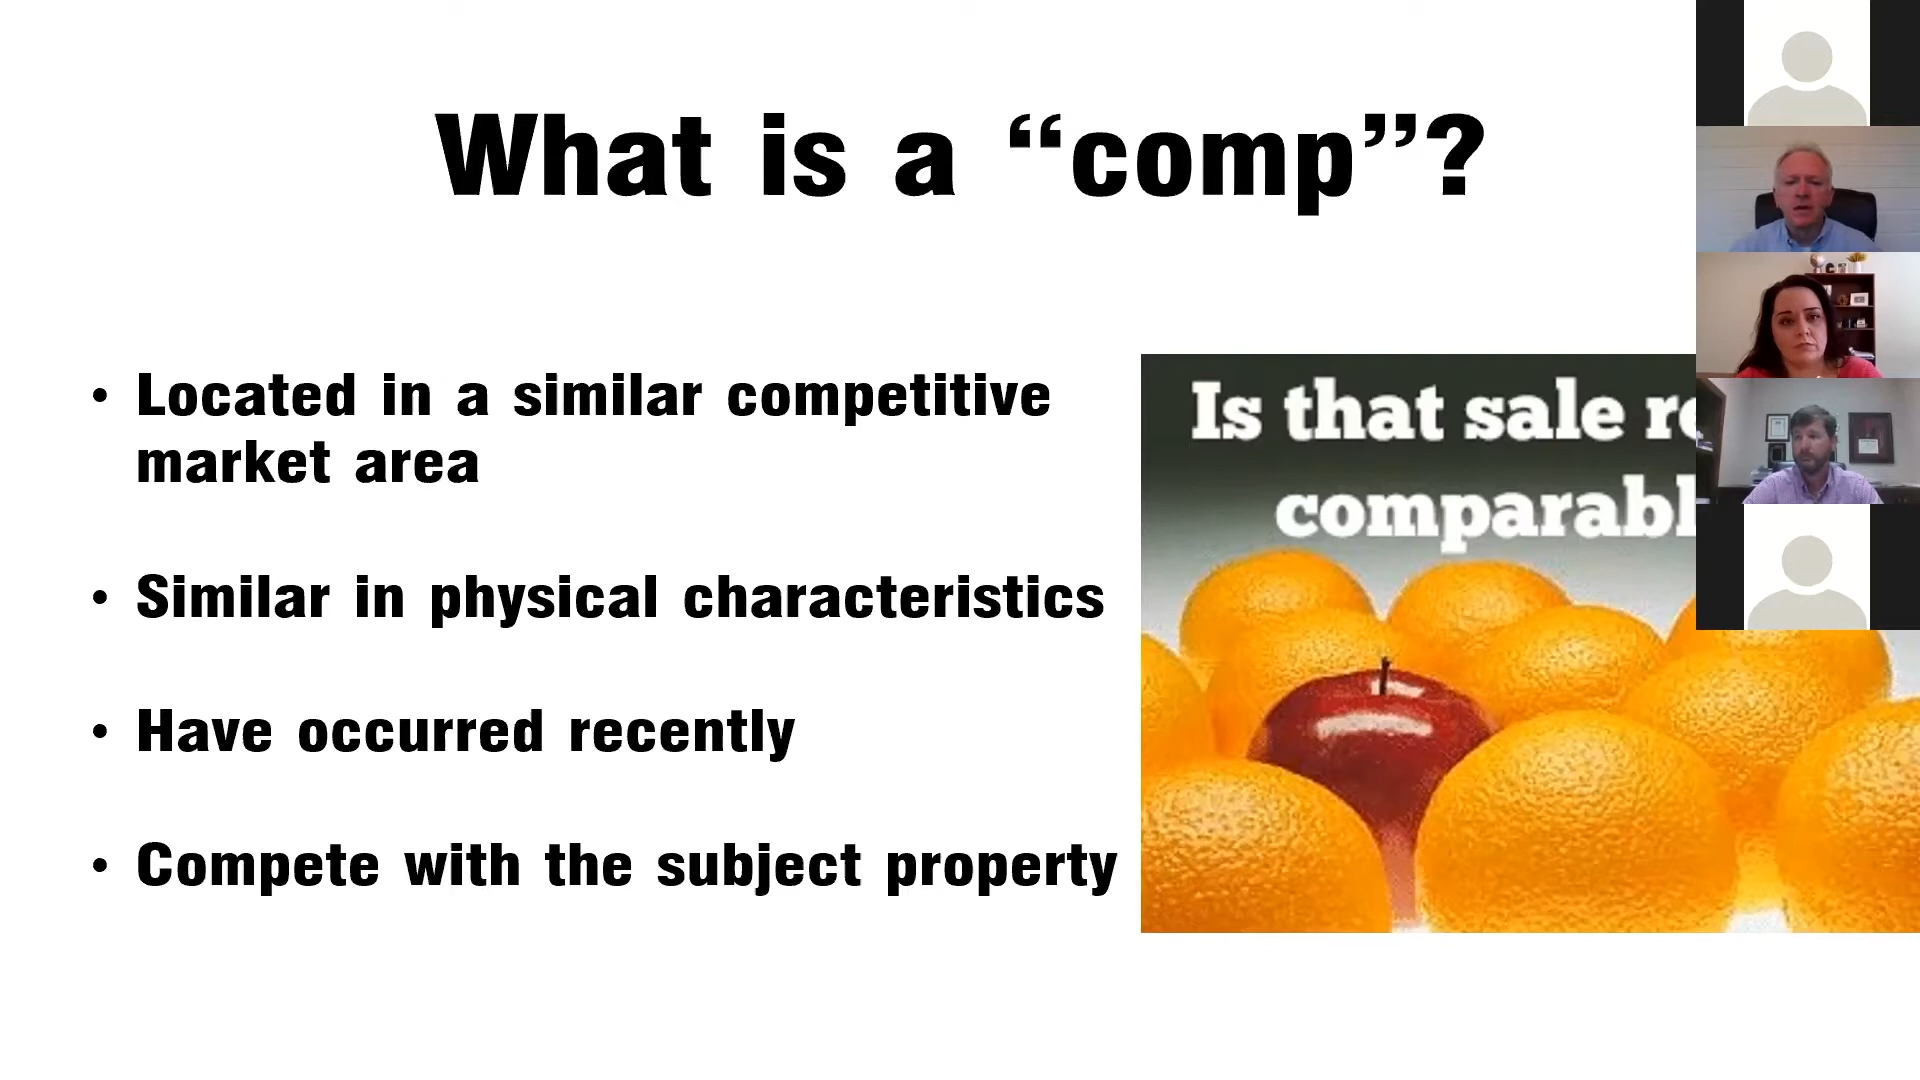 What is a “comp”?
• Located in a similar competitive
market area
• Similar in physical characteristics
• Have occurred recently
• Compete with the subject property
Is that sale